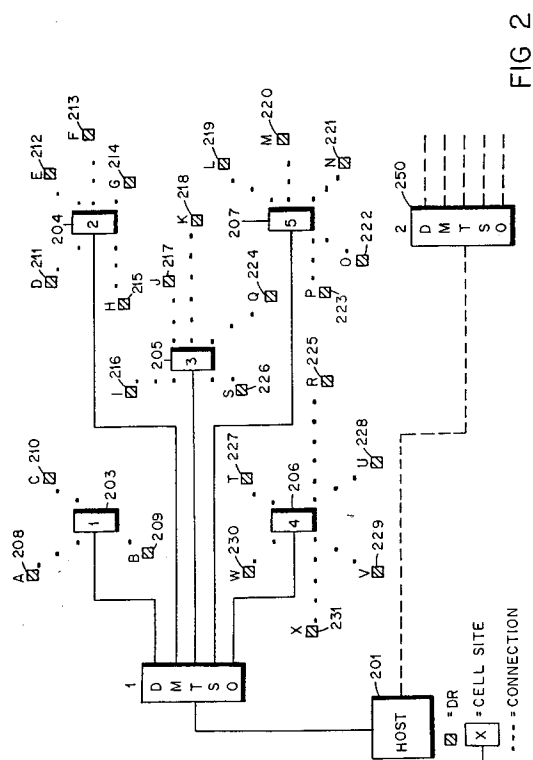 A 208
C 210
1 203
B 209
D 211
E 212
F 213
G 214
204 2
H 215
I 216
J 217
K 218
205 3
Q 224
S 226
L 219
M 220
N 221
207 5
O 222
P 223
T 227
W 230
206
4
R 225
U 228
V 229
X 231
1
D
M
T
S
O
2 250
D
M
T
S
O
HOST 201
= DR
X = CELL SITE
= CONNECTION
FIG 2